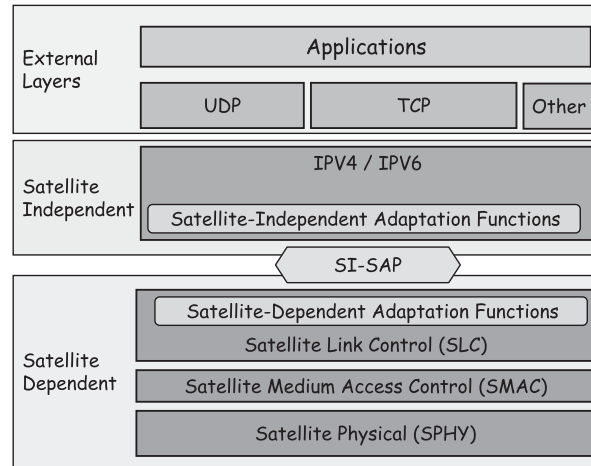 External
Layers
Applications
UDP
TCP
Other
Satellite
Independent
IPV4 / IPV6
Satellite-Independent Adaptation Functions
SI-SAP
Satellite
Dependent
Satellite-Dependent Adaptation Functions
Satellite Link Control (SLC)
Satellite Medium Access Control (SMAC)
Satellite Physical (SPHY)